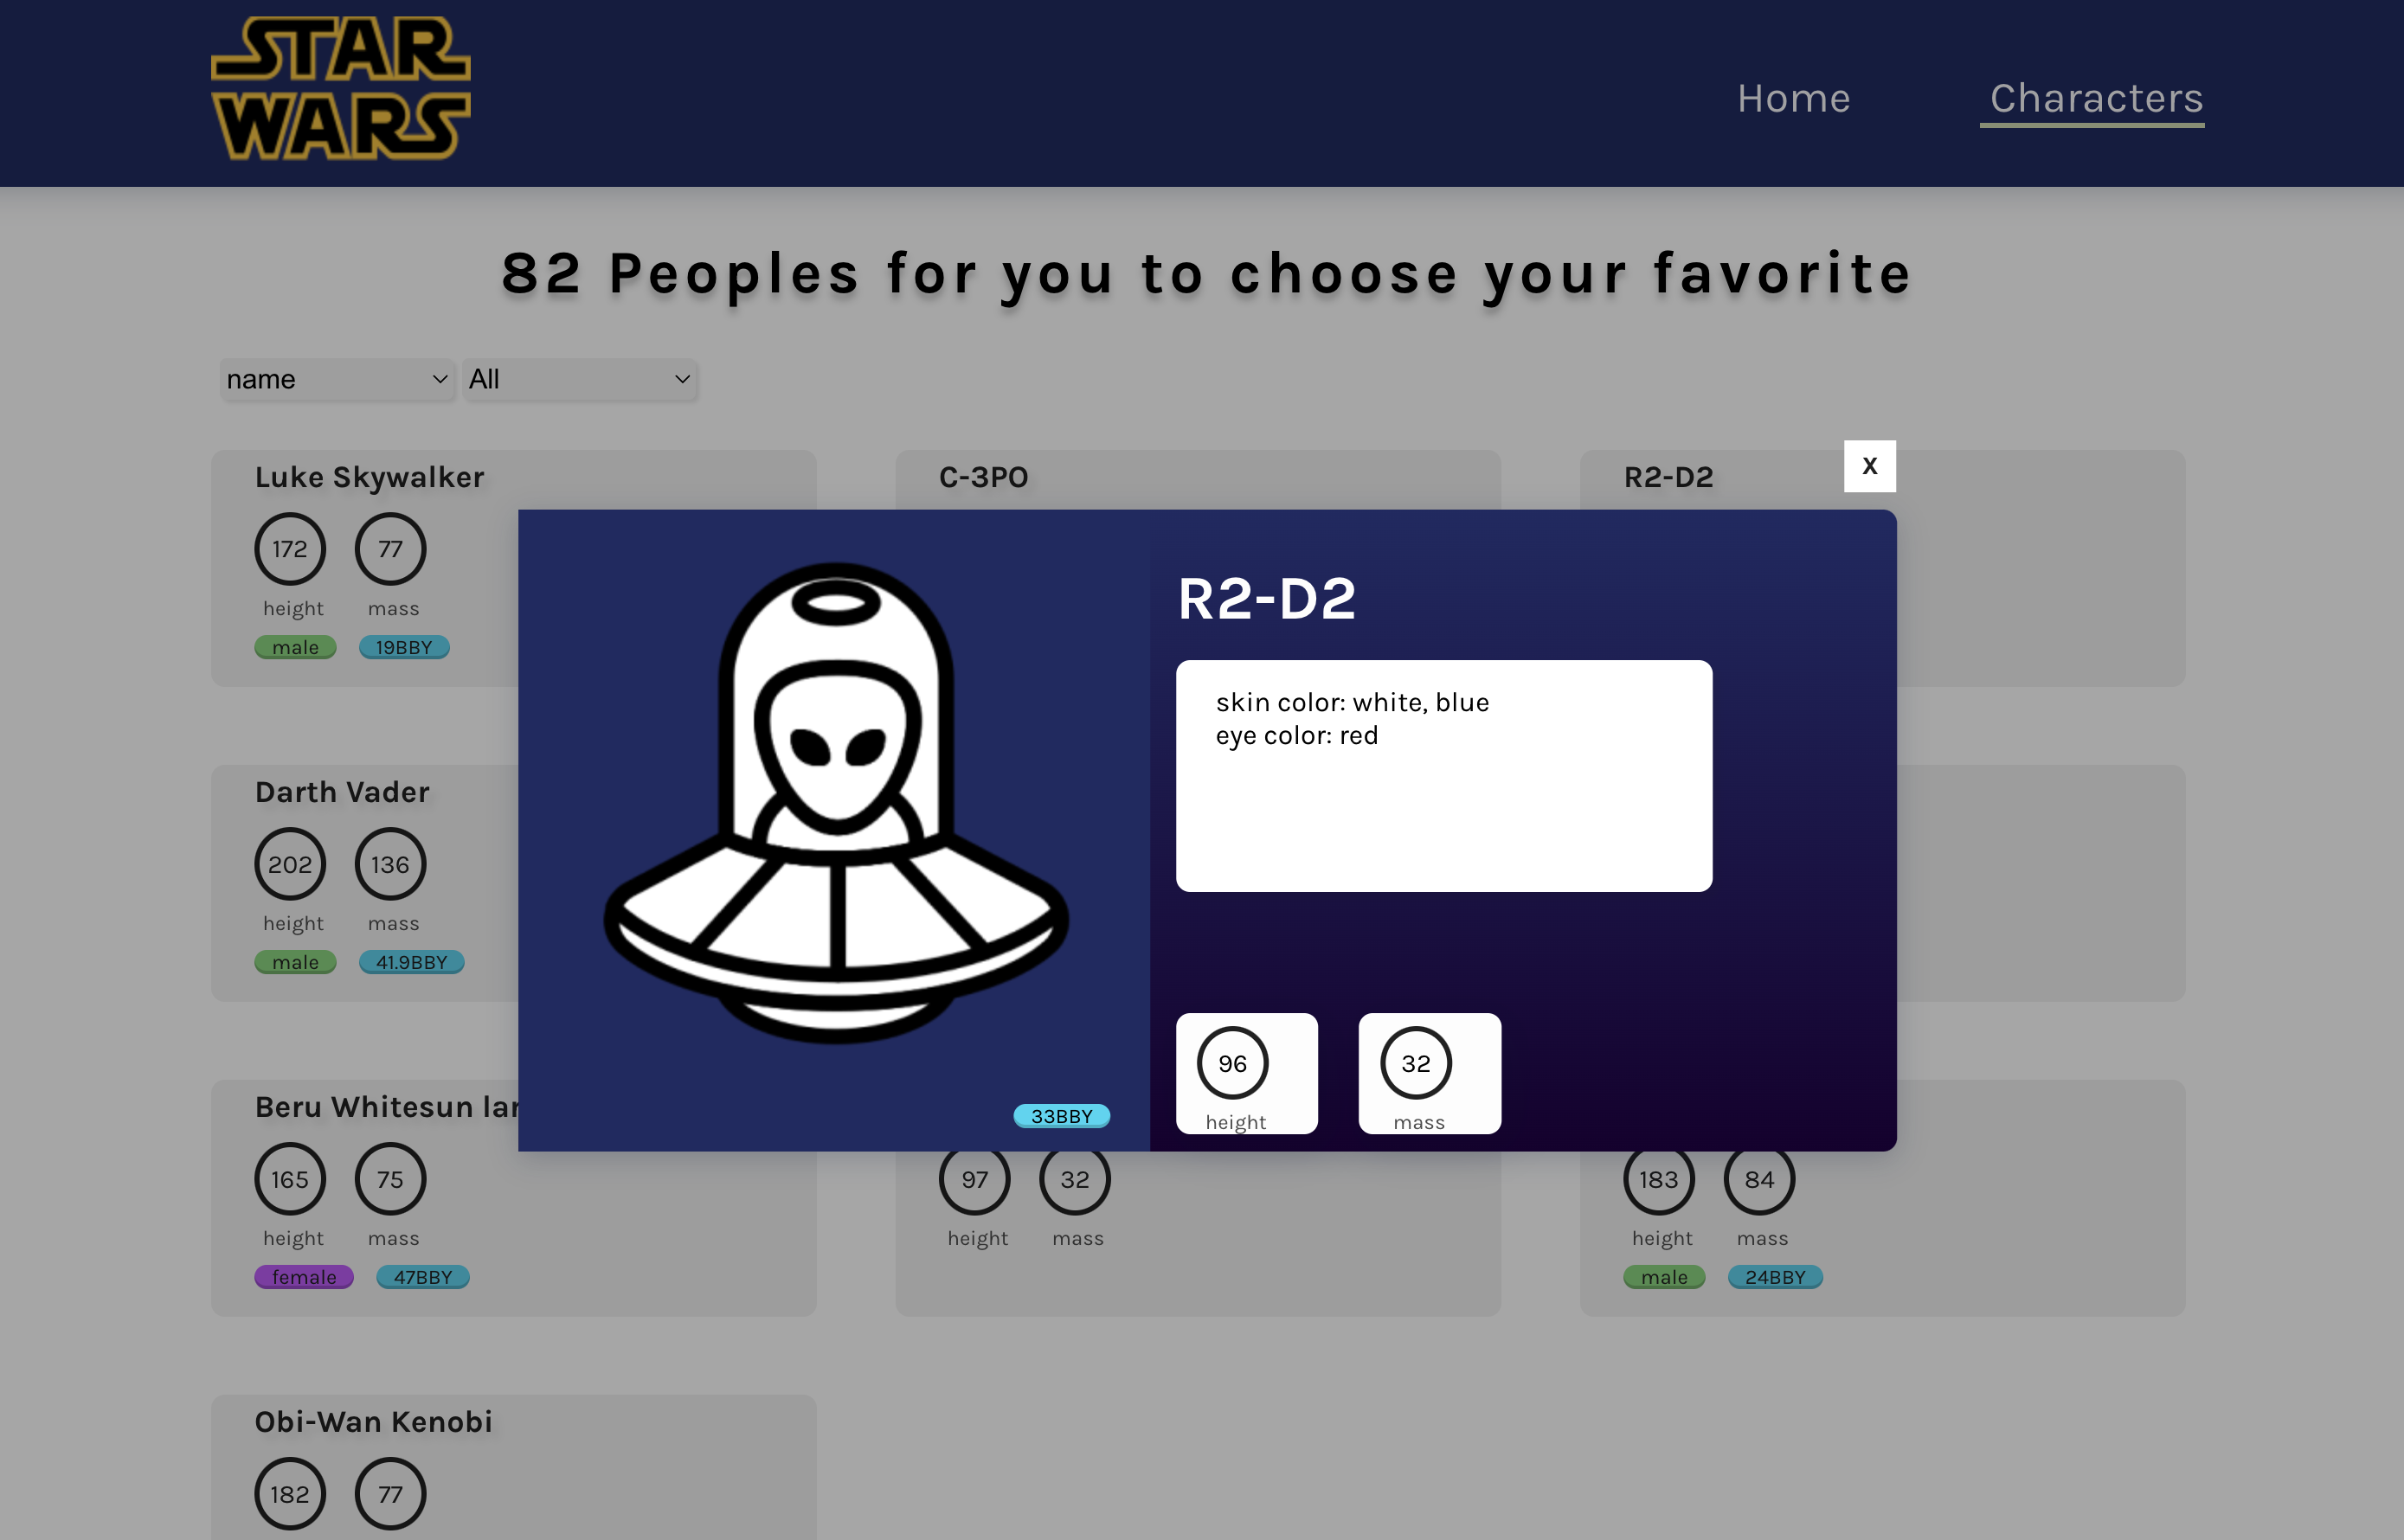 STAR
WARS
Home
Characters
82 Peoples for you to choose your favorite
name
All
Luke Skywalker
172
77
height
mass
male
19BBY
C-3PO
R2-D2
X
Darth Vader
202
136
height
mass
male
41.9BBY
R2-D2
skin color: white, blue
eye color: red
96
height
32
mass
33BBY
Beru Whitesun
165
75
height
mass
female
47BBY
97
32
height
mass
183
84
height
mass
male
24BBY
Obi-Wan Kenobi
182
77